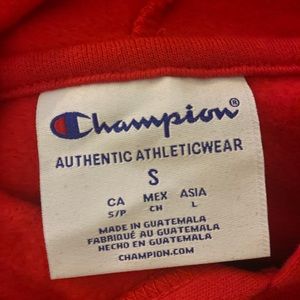 Champion®
AUTHENTIC ATHLETICWEAR
S
CA MEX ASIA
S/P CH L
MADE IN GUATEMALA
FABRIQUÉ AU GUATEMALA
HECHO EN GUATEMALA
CHAMPION.COM